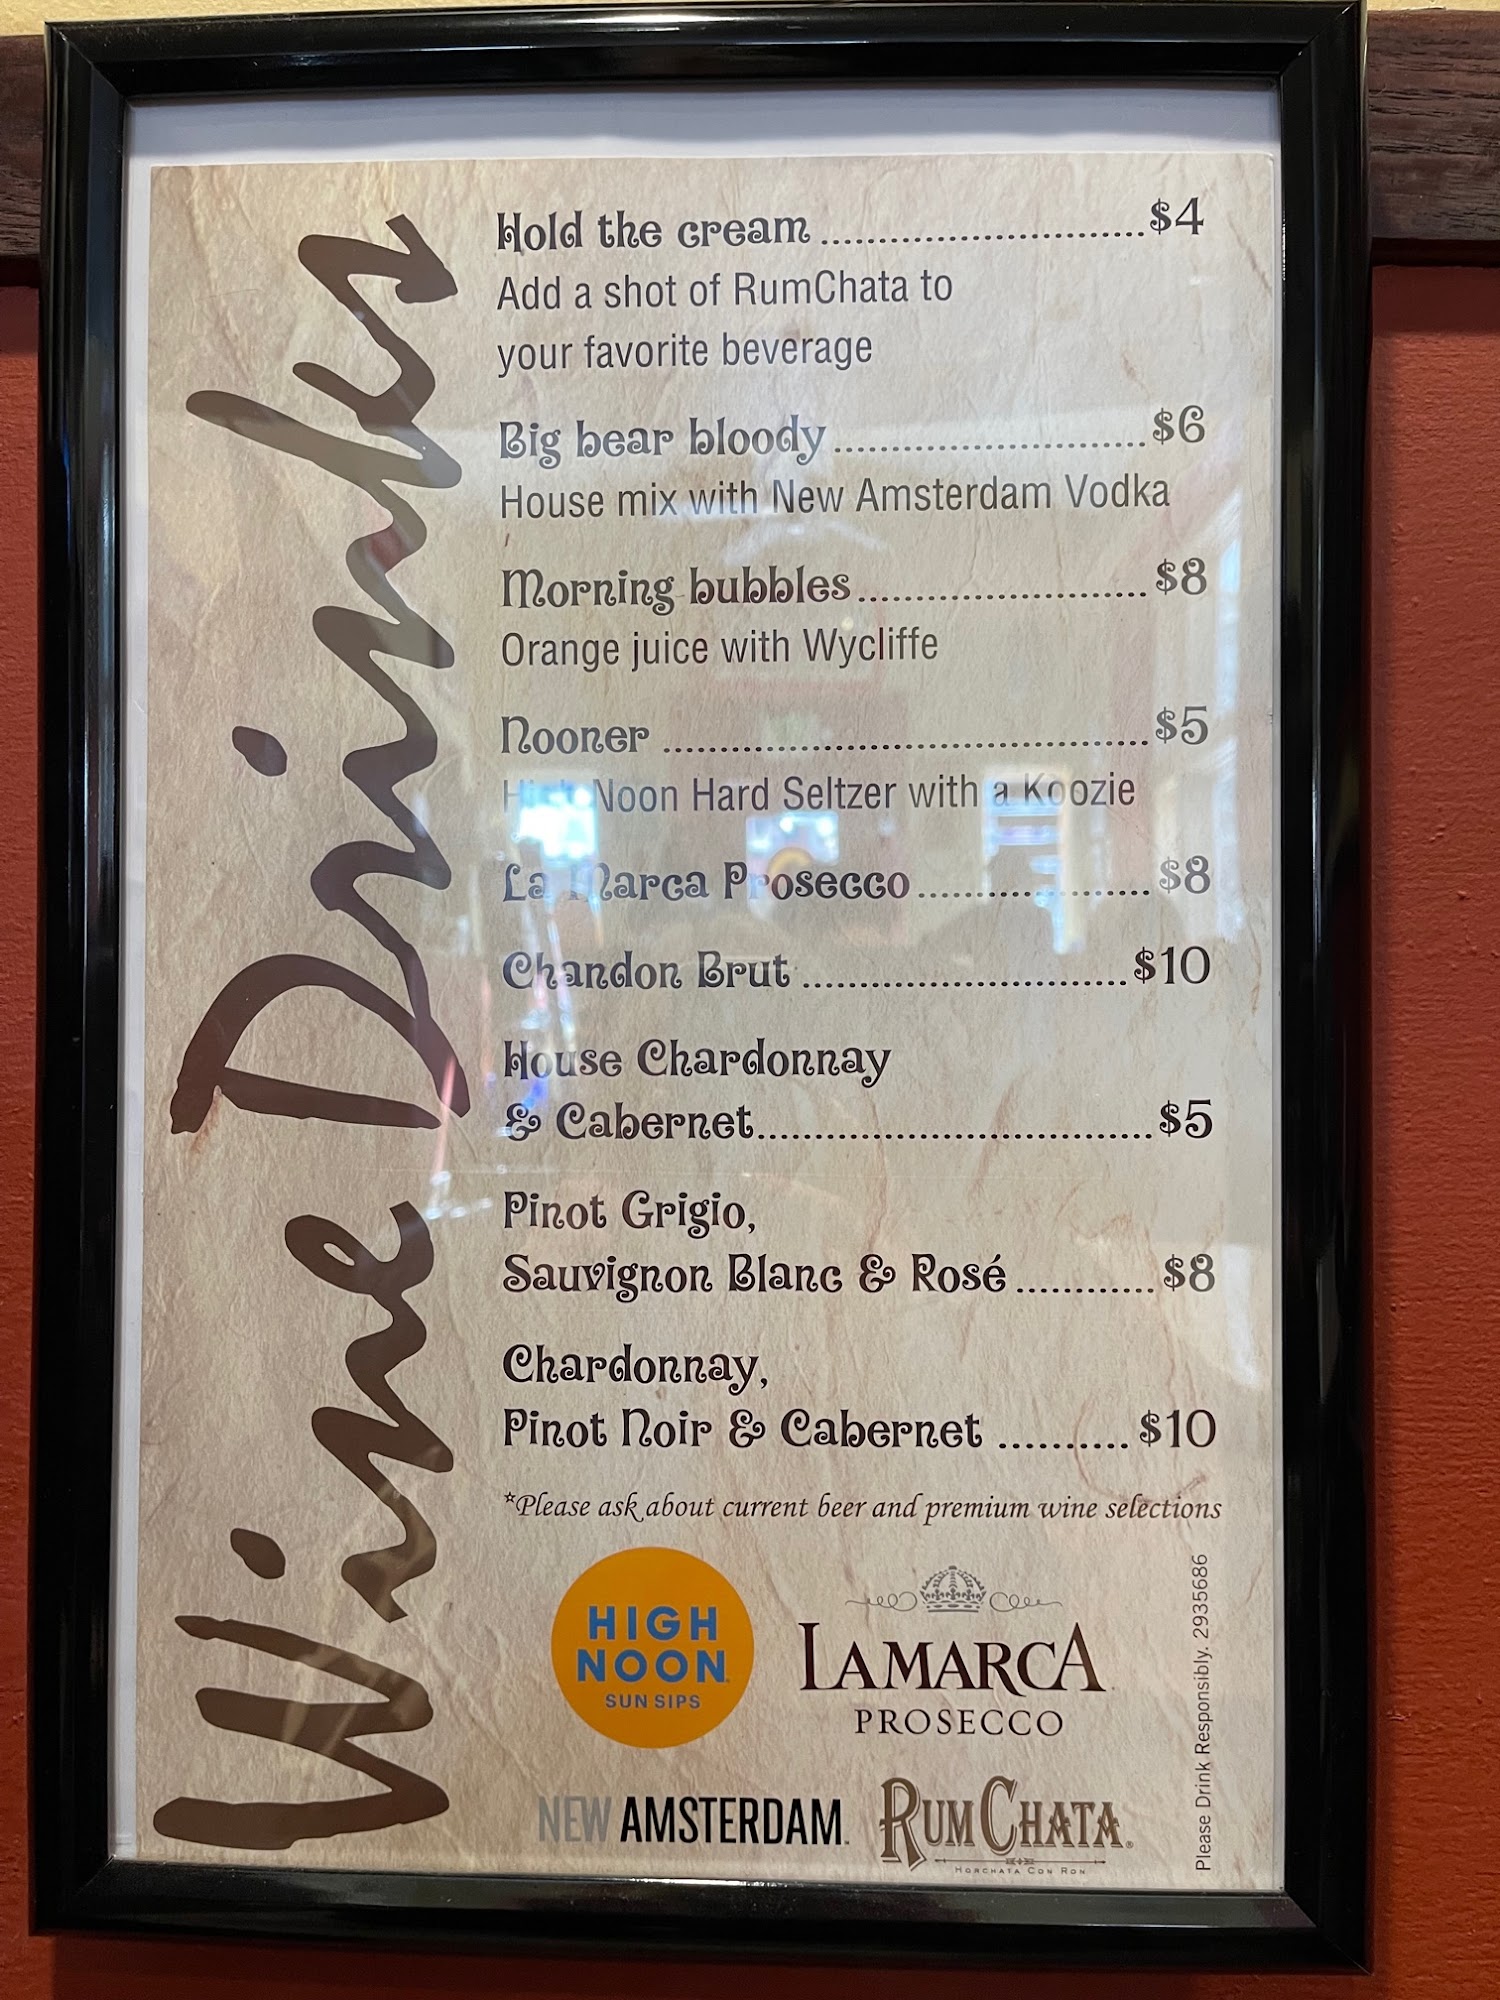 Wine Drinks
Hold the cream ............................ $4
Add a shot of RumChata to
your favorite beverage
Big bear bloody ........................... $6
House mix with New Amsterdam Vodka
Morning bubbles ......................... $8
Orange juice with Wycliffe
Nooner .......................................... $5
High Noon Hard Seltzer with a Koozie
La Marca Prosecco .................... $8
Chandon Brut ............................ $10
House Chardonnay
& Cabernet .................................. $5
Pinot Grigio,
Sauvignon Blanc & Rosé ............ $8
Chardonnay,
Pinot Noir & Cabernet ........... $10
*Please ask about current beer and premium wine selections
HIGH
NOON
SUN SIPS
LAMARCA
PROSECCO
NEW AMSTERDAM.
RUMCHATA®
HORCHATA CON RON
Please Drink Responsibly. 2935686